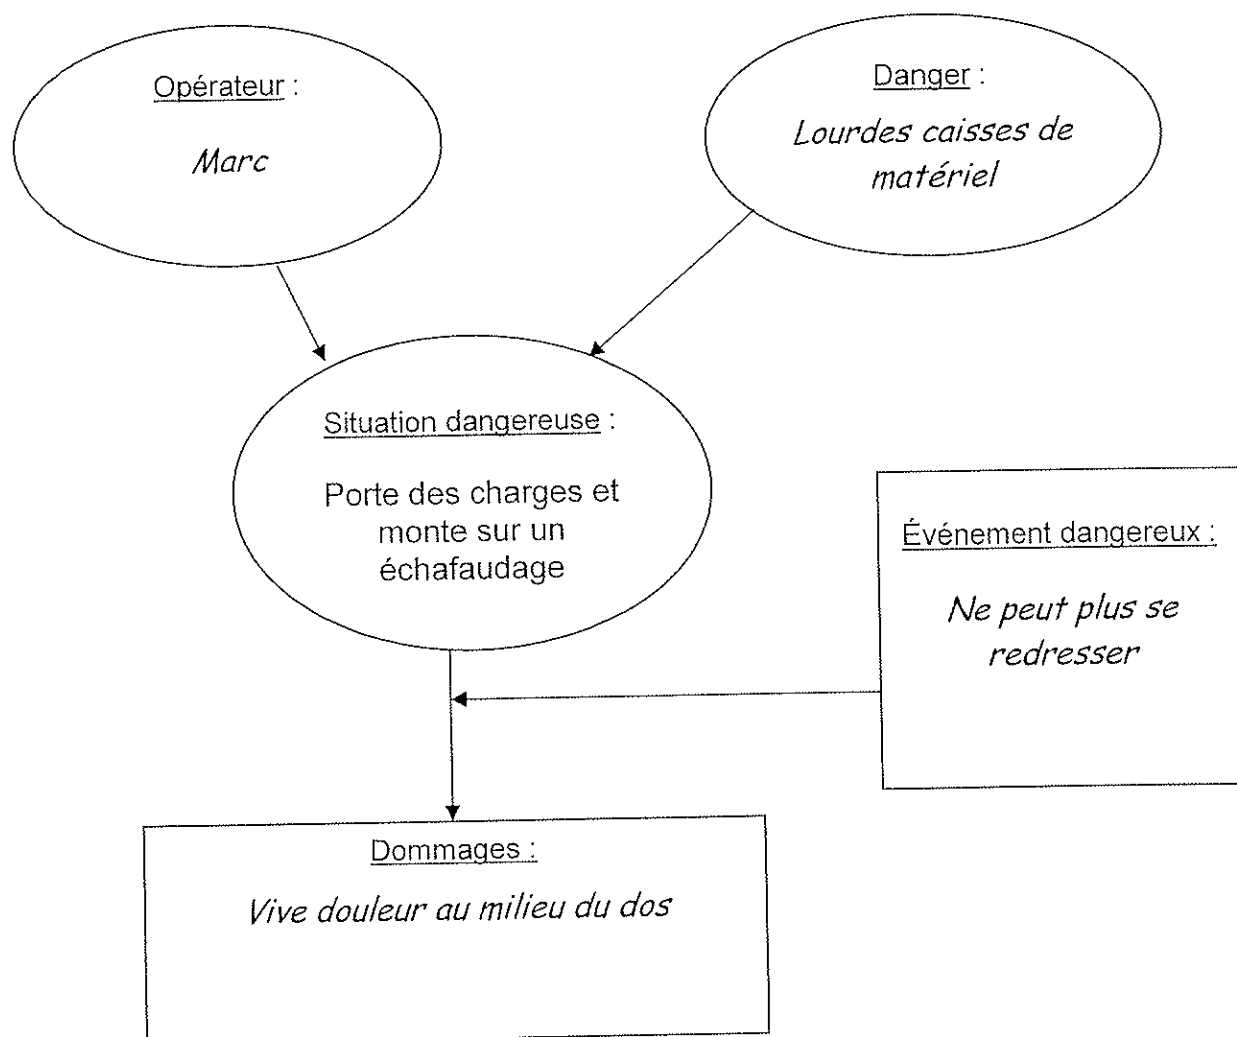 Opérateur :
Marc
Danger :
Lourdes caisses de
matériel
Situation dangereuse :
Porte des charges et
monte sur un
échafaudage
Événement dangereux :
Ne peut plus se
redresser
Dommages :
Vive douleur au milieu du dos